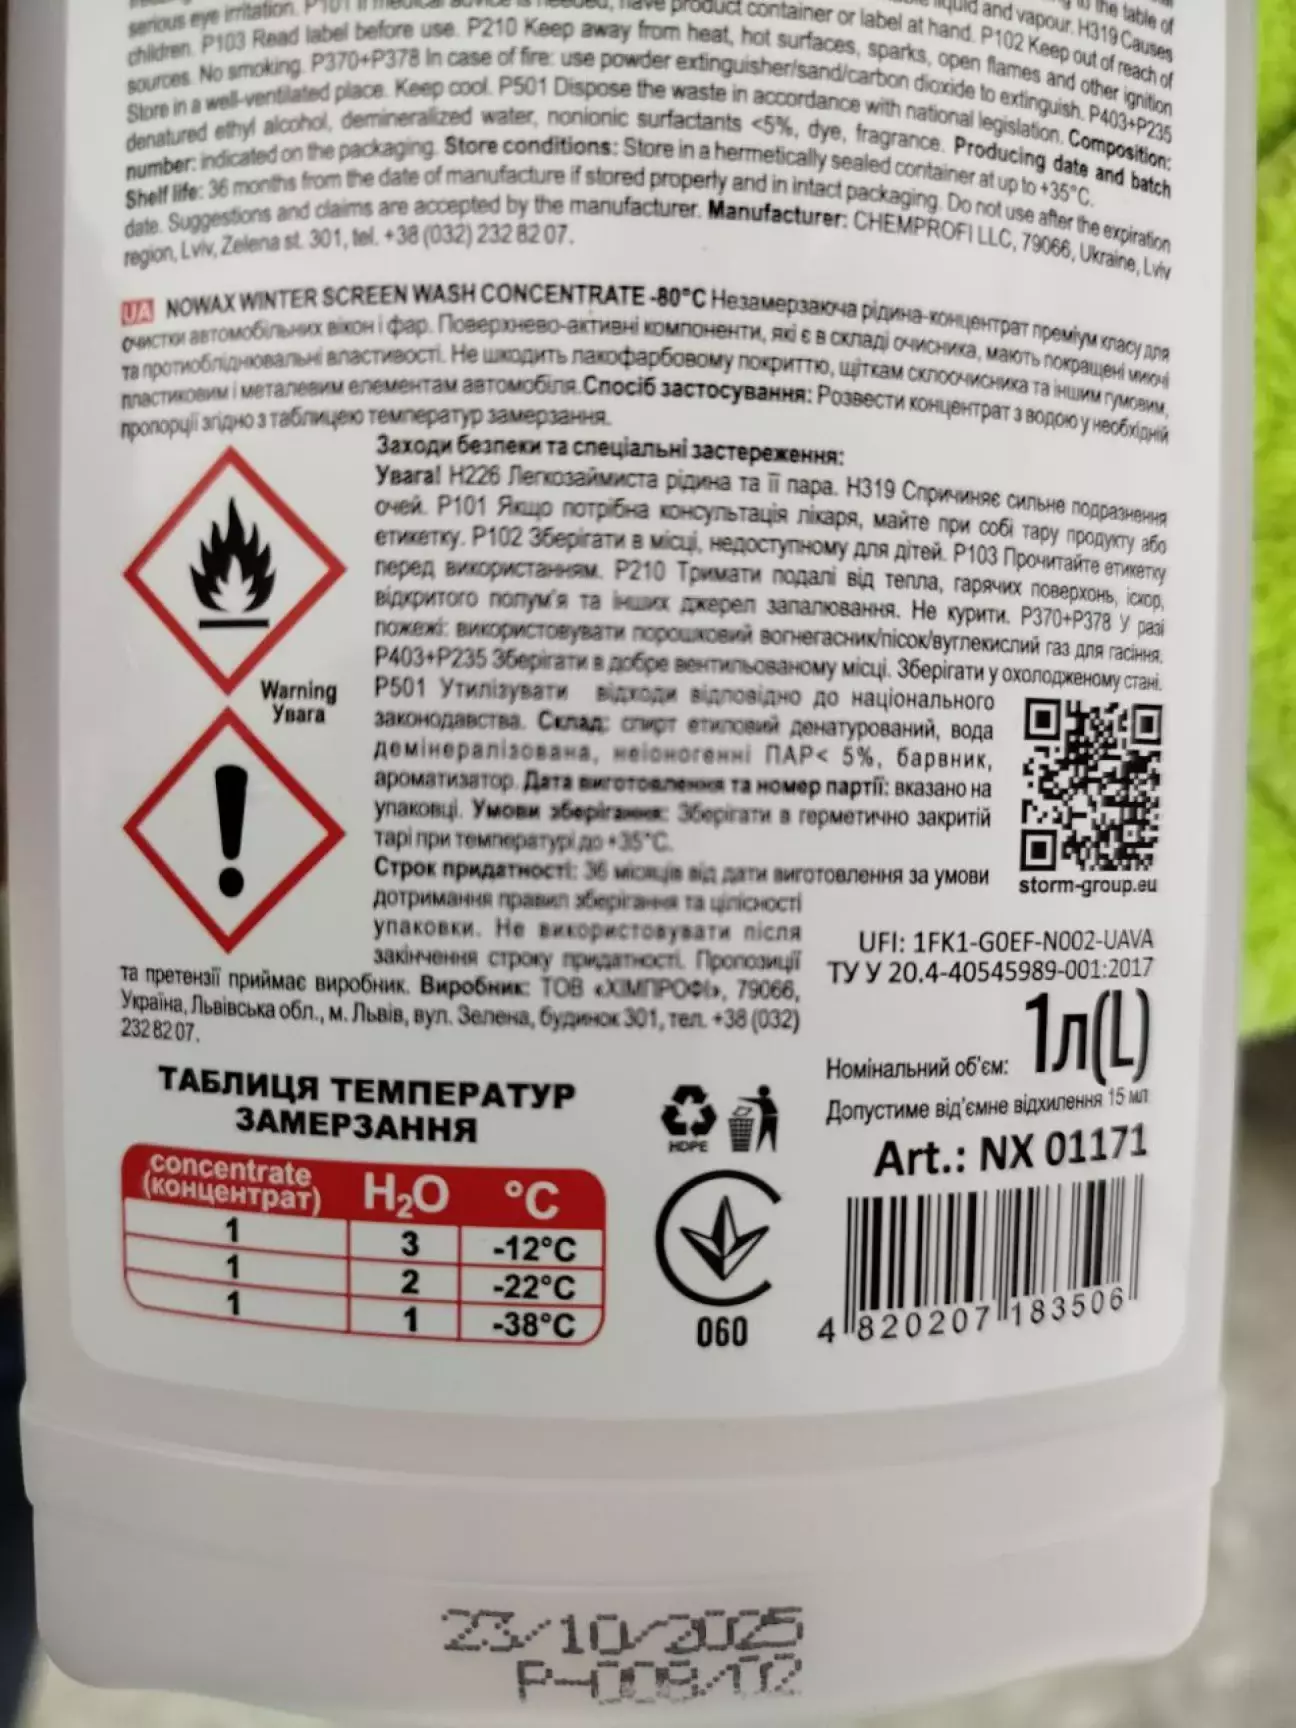 serious eye irritation. P101 If medical advice is needed, have product container or label at hand. P102 Keep out of reach of
children. P103 Read label before use. P210 Keep away from heat, hot surfaces, sparks, open flames and other ignition
sources. No smoking. P370+P378 In case of fire: use powder extinguisher/sand/carbon dioxide to extinguish. P403+P235
Store in a well-ventilated place. Keep cool. P501 Dispose the waste in accordance with national legislation. Composition:
denatured ethyl alcohol, demineralized water, nonionic surfactants <5%, dye, fragrance. Producing date and batch
number: indicated on the packaging. Store conditions: Store in a hermetically sealed container at up to +35°C.
Shelf life: 36 months from the date of manufacture if stored properly and in intact packaging. Do not use after the expiration
date. Suggestions and claims are accepted by the manufacturer. Manufacturer: CHEMPROFI LLC, 79066, Ukraine, Lviv
region, Lviv, Zelena st. 301, tel. +38 (032) 232 82 07.
UA NOWAX WINTER SCREEN WASH CONCENTRATE -80°C Незамерзаюча рідина-концентрат преміум класу для
очистки автомобільних вікон і фар. Поверхнево-активні компоненти, які є в складі очисника, мають покращені миючі
та протиобліднювальні властивості. Не шкодить лакофарбовому покриттю, щіткам склоочисника та іншим гумовим,
пластиковим і металевим елементам автомобіля.Спосіб застосування: Розвести концентрат з водою у необхідній
пропорції згідно з таблицею температур замерзання.
Заходи безпеки та спеціальні застереження:
Увага! H226 Легкозаймиста рідина та її пара. H319 Спричиняє сильне подразнення
очей. P101 Якщо потрібна консультація лікаря, майте при собі тару продукту або
етикетку. P102 Зберігати в місці, недоступному для дітей. P103 Прочитайте етикетку
перед використанням. P210 Тримати подалі від тепла, гарячих поверхонь, іскор,
відкритого полум'я та інших джерел запалювання. Не курити. P370+P378 У разі
пожежі: використовувати порошковий вогнегасник/пісок/вуглекислий газ для гасіння.
P403+P235 Зберігати в добре вентильованому місці. Зберігати у охолодженому стані.
Warning
Увага
P501 Утилізувати відходи відповідно до національного
законодавства. Склад: спирт етиловий денатурований, вода
демінералізована, неіоногенні ПАР< 5%, барвник,
ароматизатор. Дата виготовлення та номер партії: вказано на
упаковці. Умови зберігання: Зберігати в герметично закритій
тарі при температурі до +35°С.
Строк придатності: 36 місяців від дати виготовлення за умови
дотримання правил зберігання та цілісності
упаковки. Не використовувати після
закінчення строку придатності. Пропозиції
та претензії приймає виробник. Виробник: ТОВ «ХІМПРОФІ», 79066,
Україна, Львівська обл., м. Львів, вул. Зелена, будинок 301, тел. +38 (032)
232 82 07.
storm-group.eu
UFI: 1FK1-G0EF-N002-UAVA
ТУ У 20.4-40545989-001:2017
Номінальний об'єм: 1л(L)
Допустиме від'ємне відхилення 15 мл
Art.: NX 01171
4 820207 183506
ТАБЛИЦЯ ТЕМПЕРАТУР
ЗАМЕРЗАННЯ
concentrate (концентрат) H₂O °C
1 3 -12°C
1 2 -22°C
1 1 -38°C
HDPE
060
23/10/2025
P-008/02